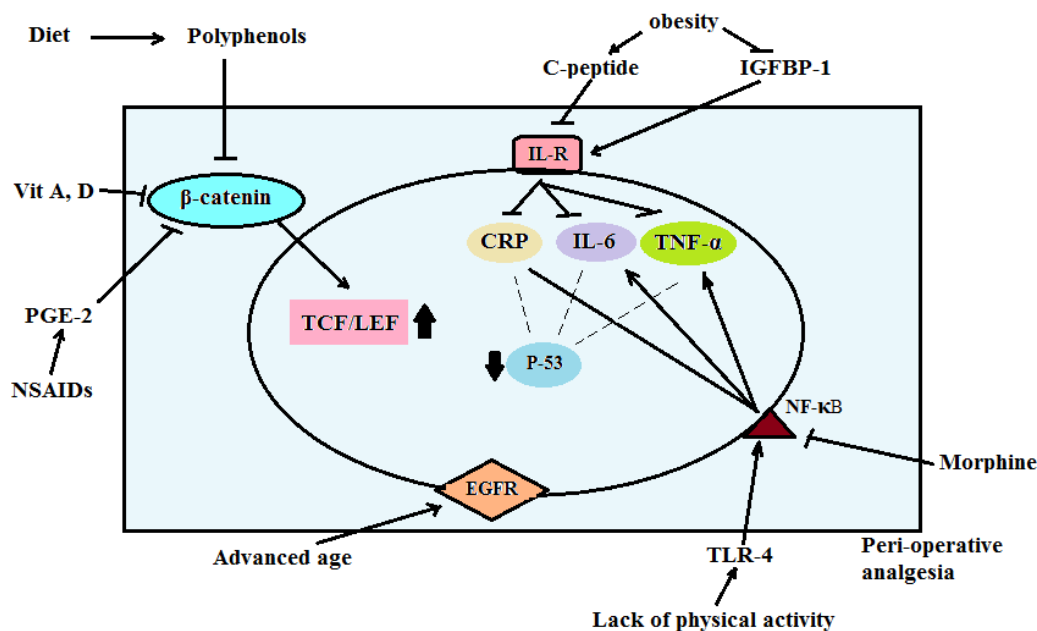 obesity
Diet
Polyphenols
C-peptide
IGFBP-1
IL-R
Vit A, D
β-catenin
CRP
IL-6
TNF-α
PGE-2
TCF/LEF
P-53
NSAIDs
NF-κB
Morphine
EGFR
Advanced age
TLR-4
Peri-operative
analgesia
Lack of physical activity